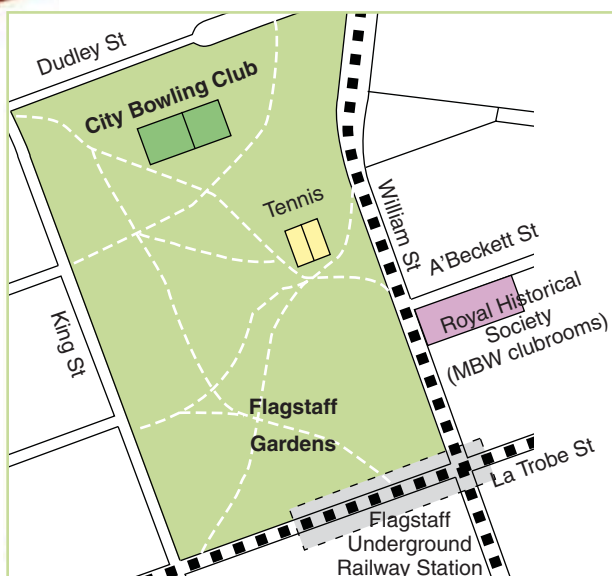 Dudley St
City Bowling Club
Tennis
William St
A'Beckett St
Royal Historical
Society
(MBW clubrooms)
King St
Flagstaff
Gardens
La Trobe St
Flagstaff
Underground
Railway Station